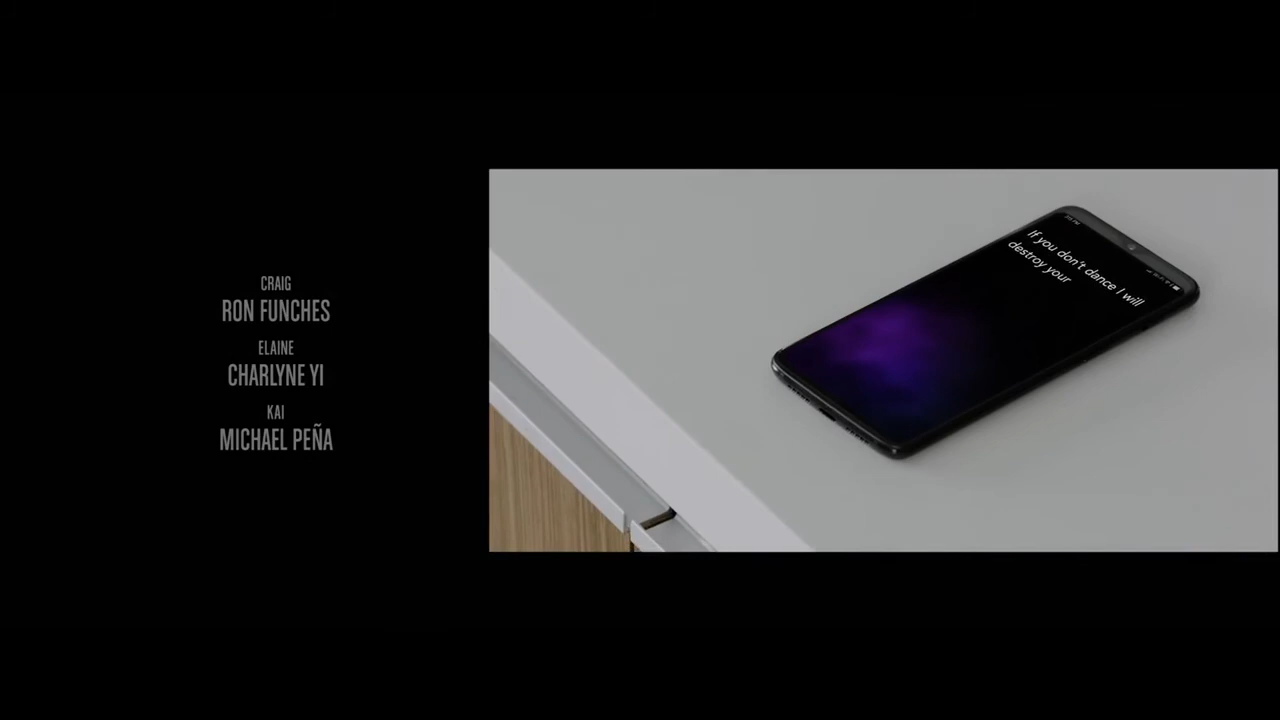 CRAIG
RON FUNCHES
ELAINE
CHARLYNE YI
KAI
MICHAEL PEÑA
If you don't dance I will
destroy your